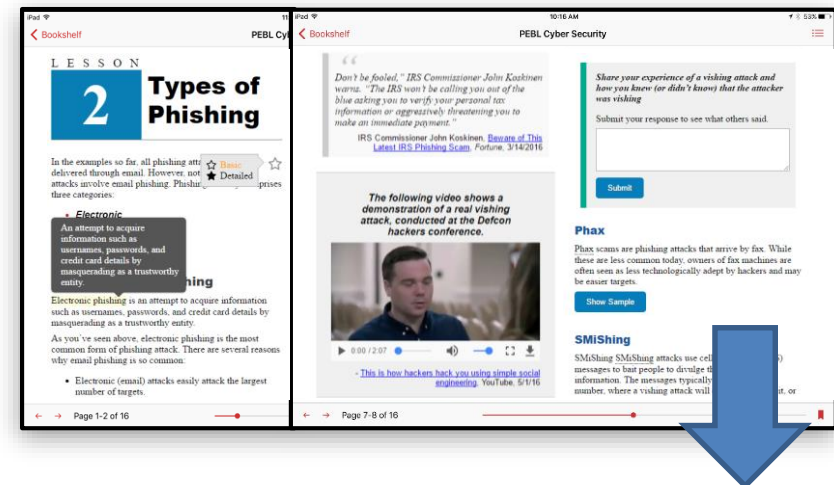 iPad
Bookshelf
PEBL Cyb
LESSON
2
Types of
Phishing
In the examples so far, all phishing att
delivered through email. However, not
attacks involve email phishing. Phishing
three categories:
prises
Basic
Detailed
• Electronic
An attempt to acquire
information such as
usernames, passwords, and
credit card details by
masquerading as a trustworthy
entity.
hing
Electronic phishing is an attempt to acquire information
such as usernames, passwords, and credit card details by
masquerading as a trustworthy entity.
As you've seen above, electronic phishing is the most
common form of phishing attack. There are several reasons
why email phishing is so common:
• Electronic (email) attacks easily attack the largest
number of targets.
← → Page 1-2 of 16
iPad
10:16 AM
53%
Bookshelf
PEBL Cyber Security
“
Don't be fooled," IRS Commissioner John Koskinen
warns. "The IRS won't be calling you out of the
blue asking you to verify your personal tax
information or aggressively threatening you to
make an immediate payment."
IRS Commissioner John Koskinen, Beware of This
Latest IRS Phishing Scam, Fortune, 3/14/2016
The following video shows a
demonstration of a real vishing
attack, conducted at the Defcon
hackers conference.
0:00 / 2:07
- This is how hackers hack you using simple social
engineering, YouTube, 5/1/16
Share your experience of a vishing attack and
how you knew (or didn't know) that the attacker
was vishing
Submit your response to see what others said.
Submit
Phax
Phax scams are phishing attacks that arrive by fax. While
these are less common today, owners of fax machines are
often seen as less technologically adept by hackers and may
be easier targets.
Show Sample
SMiShing
SMiShing SMiShing attacks use cell
messages to bait people to divulge
information. The messages typically
number, where a vishing attack will
t, or
← → Page 7-8 of 16